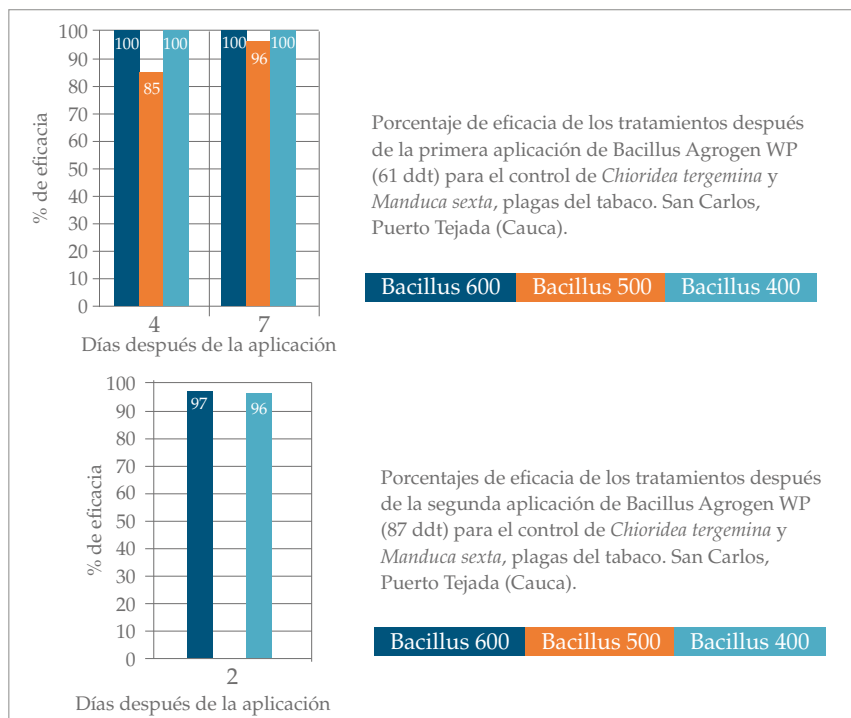 % de eficacia
100
90
80
70
60
50
40
30
20
10
0
100
85
100
100
96
100
4
7
Días después de la aplicación
Porcentaje de eficacia de los tratamientos después
de la primera aplicación de Bacillus Agrogen WP
(61 ddt) para el control de Chioridea tergemina y
Manduca sexta, plagas del tabaco. San Carlos,
Puerto Tejada (Cauca).
Bacillus 600
Bacillus 500
Bacillus 400
% de eficacia
100
90
80
70
60
50
40
30
20
10
0
97
96
2
Días después de la aplicación
Porcentajes de eficacia de los tratamientos después
de la segunda aplicación de Bacillus Agrogen WP
(87 ddt) para el control de Chioridea tergemina y
Manduca sexta, plagas del tabaco. San Carlos,
Puerto Tejada (Cauca).
Bacillus 600
Bacillus 500
Bacillus 400